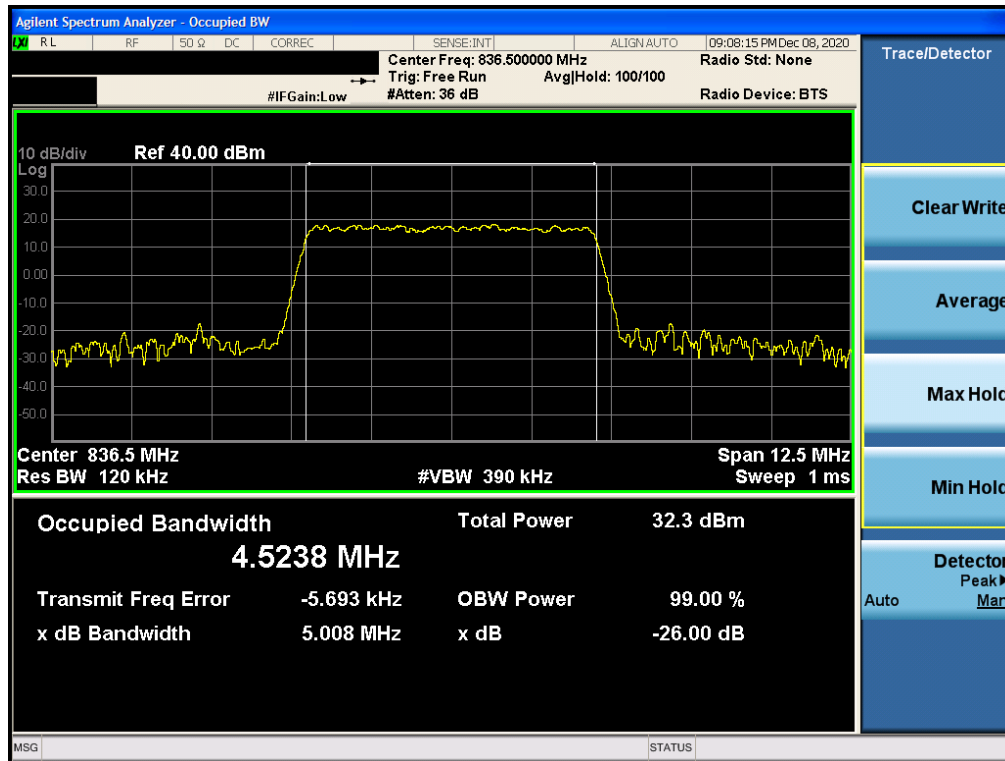 Agilent Spectrum Analyzer - Occupied BW
LXI RL RF 50 Ω DC CORREC SENSE:INT ALIGN AUTO 09:08:15 PM Dec 08, 2020
Center Freq: 836.500000 MHz Radio Std: None
Trig: Free Run Avg|Hold: 100/100
#IFGain:Low #Atten: 36 dB Radio Device: BTS
10 dB/div Ref 40.00 dBm
Log
30.0
20.0
10.0
0.00
-10.0
-20.0
-30.0
-40.0
-50.0
Center 836.5 MHz Span 12.5 MHz
Res BW 120 kHz #VBW 390 kHz Sweep 1 ms
Occupied Bandwidth Total Power 32.3 dBm
4.5238 MHz
Transmit Freq Error -5.693 kHz OBW Power 99.00 %
x dB Bandwidth 5.008 MHz x dB -26.00 dB
MSG STATUS
Trace/Detector
Clear Write
Average
Max Hold
Min Hold
Detector
Peak▶
Auto Man